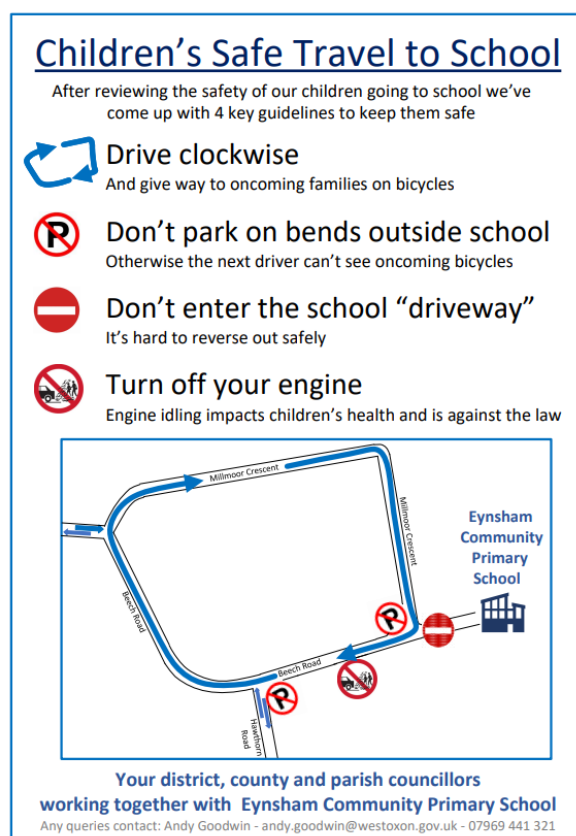 Children’s Safe Travel to School
After reviewing the safety of our children going to school we’ve
come up with 4 key guidelines to keep them safe
Drive clockwise
And give way to oncoming families on bicycles
P
Don’t park on bends outside school
Otherwise the next driver can’t see oncoming bicycles
Don’t enter the school “driveway”
It’s hard to reverse out safely
Turn off your engine
Engine idling impacts children’s health and is against the law
Millmoor Crescent
Millmoor Crescent
Eynsham
Community
Primary
School
Beech Road
P
Beech Road
P
Hawthorn
Road
Your district, county and parish councillors
working together with Eynsham Community Primary School
Any queries contact: Andy Goodwin - andy.goodwin@westoxon.gov.uk - 07969 441 321